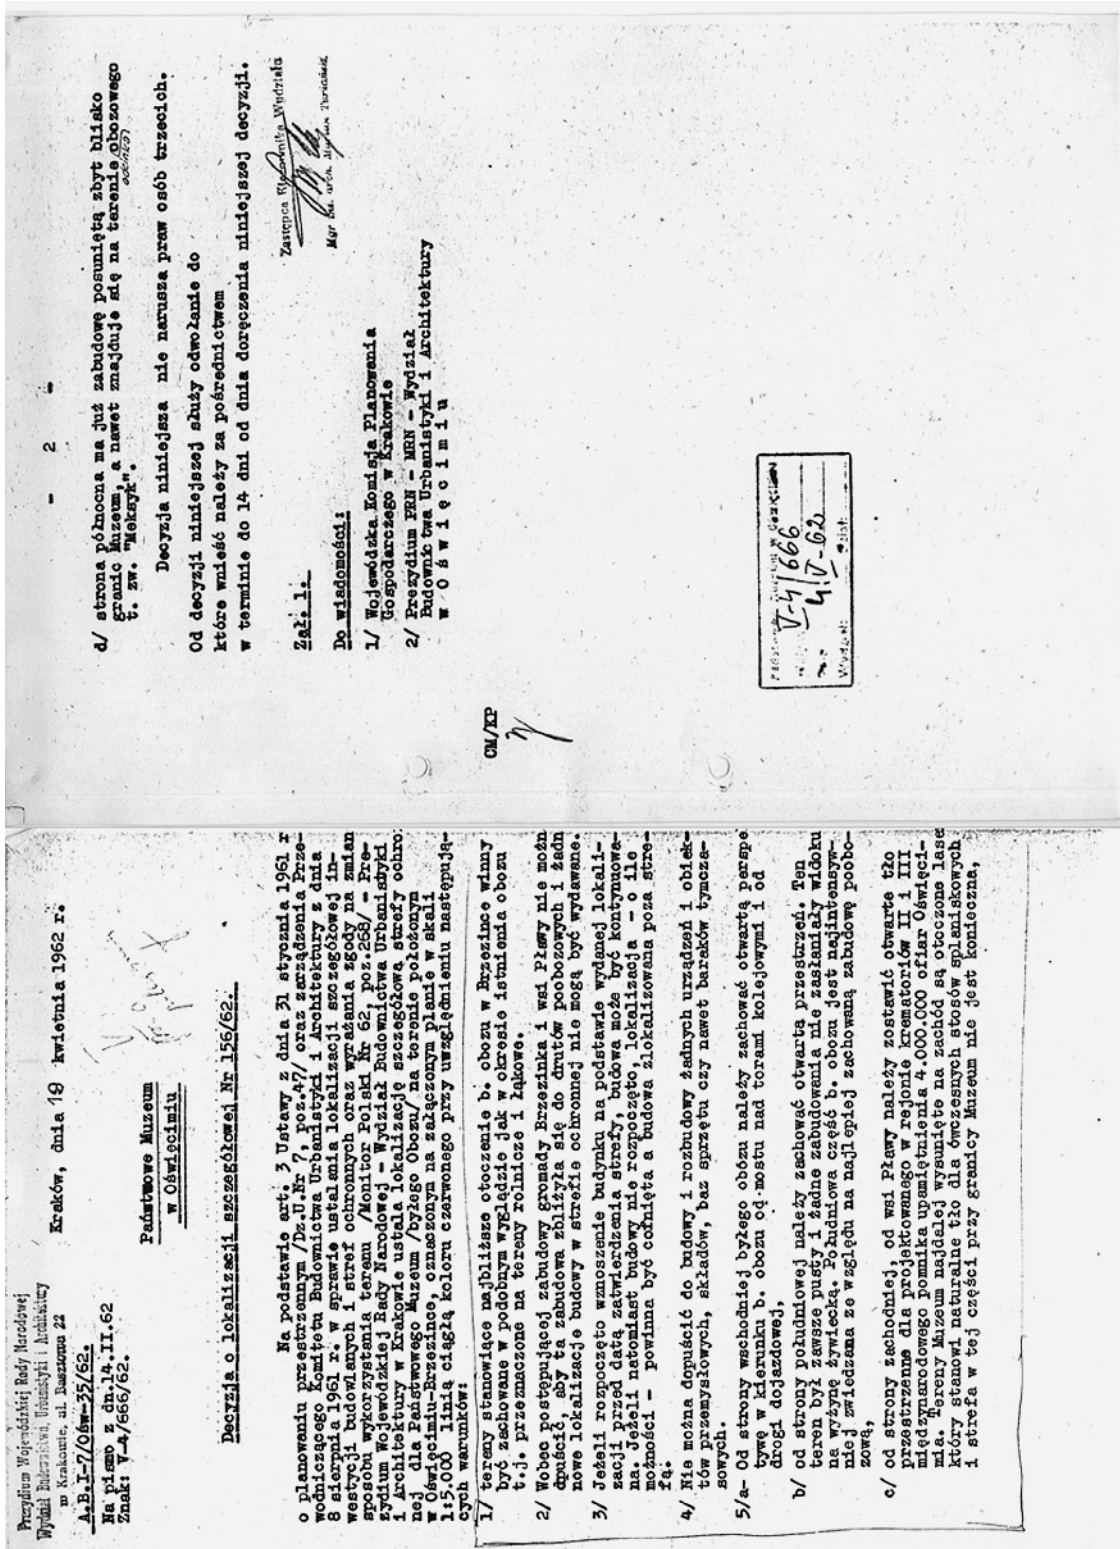 Prezydium Wojewódzkiej Rady Narodowej
Wydział Budownictwa, Urbanistyki i Architektury
w Krakowie, ul. Basztowa 22
A.B.I-7/Ośw-25/62.
Na pismo z dn.14.II.62
Znak: V-4/666/62.
Kraków, dnia 19 kwietnia 1962 r.
Państwowe Muzeum
w Oświęcimiu
Decyzja o lokalizacji szczegółowej Nr 156/62.
Na podstawie art. 3 Ustawy z dnia 31 stycznia 1961 r
o planowaniu przestrzennym /Dz.U.Nr 7, poz.47/ oraz zarządzenia Prze-
wodniczącego Komitetu Budownictwa Urbanistyki i Architektury z dnia
8 sierpnia 1961 r. w sprawie ustalania lokalizacji szczegółowej in-
westycji budowlanych i stref ochronnych oraz wyrażania zgody na zmian
sposobu wykorzystania terenu /Monitor Polski Nr 62, poz.268/ - Pre-
zydium Wojewódzkiej Rady Narodowej - Wydział Budownictwa Urbanistyki
i Architektury w Krakowie ustala lokalizację szczegółową strefy ochro
nnej dla Państwowego Muzeum /byłego Obozu/ na terenie położonym
w Oświęcimiu-Brzezince, oznaczonym na załączonym planie w skali
1:5.000 linią ciągłą koloru czerwonego przy uwzględnieniu następują-
cych warunków:
1/ tereny stanowiące najbliższe otoczenie b. obozu w Brzezince winny
być zachowane w podobnym wyglądzie jak w okresie istnienia obozu
t.j. przeznaczone na tereny rolnicze i łąkowe.
2/ Wobec postępującej zabudowy gromady Brzezinka i wsi Pławy nie możn
dpuścić, aby ta zabudowa zbliżyła się do drutów poobozowych i żadn
nowe lokalizacje budowy w strefie ochronnej nie mogą być wydawane.
3/ Jeżeli rozpoczęto wznoszenie budynku na podstawie wydanej lokali-
zacji przed datą zatwierdzenia strefy, budowa może być kontynuowa-
na. Jeżeli natomiast budowy nie rozpoczęto, lokalizacja - o ile
możności - powinna być cofnięta a budowa zlokalizowana poza stre-
fą.
4/ Nie można dopuścić do budowy i rozbudowy żadnych urządzeń i obiek-
tów przemysłowych, składów, baz sprzętu czy nawet baraków tymcza-
sowych.
5/a- Od strony wschodniej byłego obozu należy zachować otwartą perspe
tywę w kierunku b. obozu od mostu nad torami kolejowymi i od
drogi dojazdowej,
b/ od strony południowej należy zachować otwartą przestrzeń. Ten
teren był zawsze pusty i żadne zabudowania nie zasłaniały widoku
na wyżynę żywiecką. Południowa część b. obozu jest najintensyw-
niej zwiedzana ze względu na najlepiej zachowaną zabudowę poobo-
zową,
c/ od strony zachodniej, od wsi Pławy należy zostawić otwarte tło
przestrzenne dla projektowanego w rejonie krematoriów II i III
międzynarodowego pomnika upamiętnienia 4.000.000 ofiar Oświęci-
mia. Tereny Muzeum najdalej wysunięte na zachód są otoczone lasem
który stanowi naturalne tło dla ówczesnych stosów spaleniskowych
i strefa w tej części przy granicy Muzeum nie jest konieczna,
- 2 -
d/ strona północna ma już zabudowę posuniętą zbyt blisko
granic Muzeum, a nawet znajduje się na terenie obozowego
odcinka
t. zw. "Meksyk".
Decyzja niniejsza nie narusza praw osób trzecich.
Od decyzji niniejszej służy odwołanie do
które wnieść należy za pośrednictwem
w terminie do 14 dni od dnia doręczenia niniejszej decyzji.
Zastępca Kierownika Wydziału
Mgr inż. arch.
Zał. 1.
Do wiadomości:
1/ Wojewódzka Komisja Planowania
Gospodarczego w Krakowie
2/ Prezydium PRN - MRN - Wydział
Budownictwa Urbanistyki i Architektury
w Oświęcimiu
CM/KP
V-4/666
4.V-62